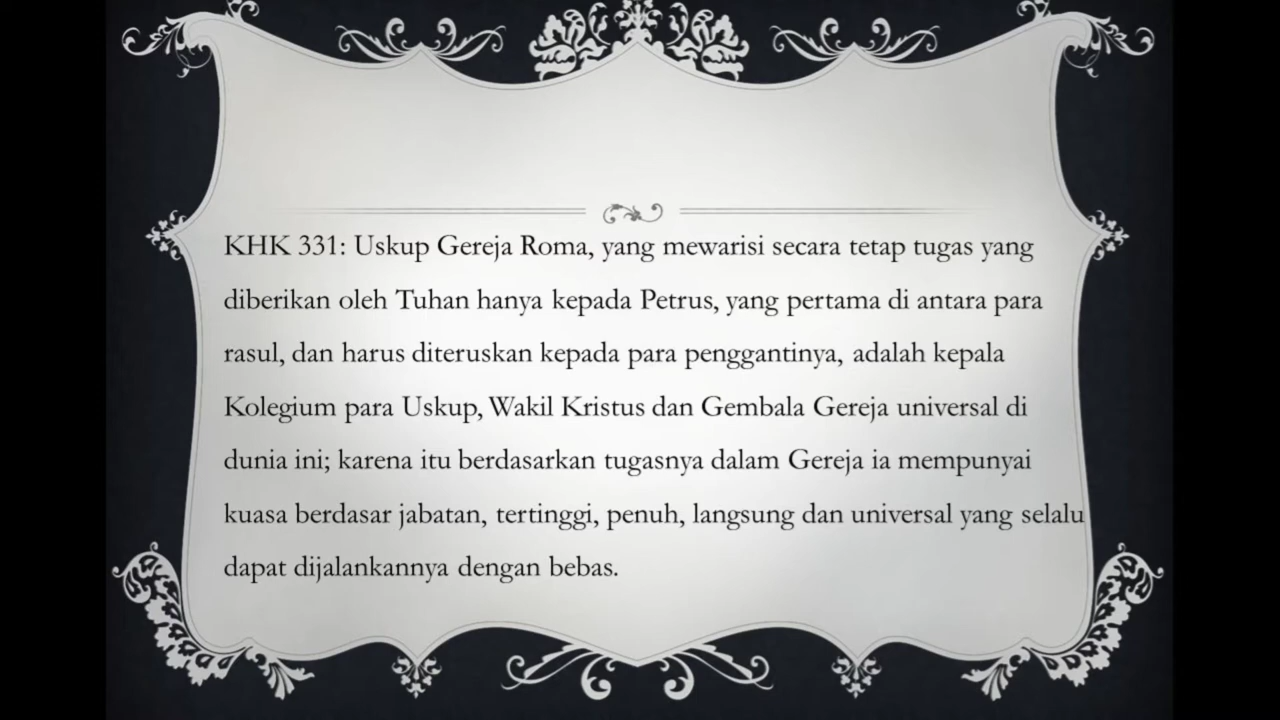 KHK 331: Uskup Gereja Roma, yang mewarisi secara tetap tugas yang
diberikan oleh Tuhan hanya kepada Petrus, yang pertama di antara para
rasul, dan harus diteruskan kepada para penggantinya, adalah kepala
Kolegium para Uskup, Wakil Kristus dan Gembala Gereja universal di
dunia ini; karena itu berdasarkan tugasnya dalam Gereja ia mempunyai
kuasa berdasar jabatan, tertinggi, penuh, langsung dan universal yang selalu
dapat dijalankannya dengan bebas.